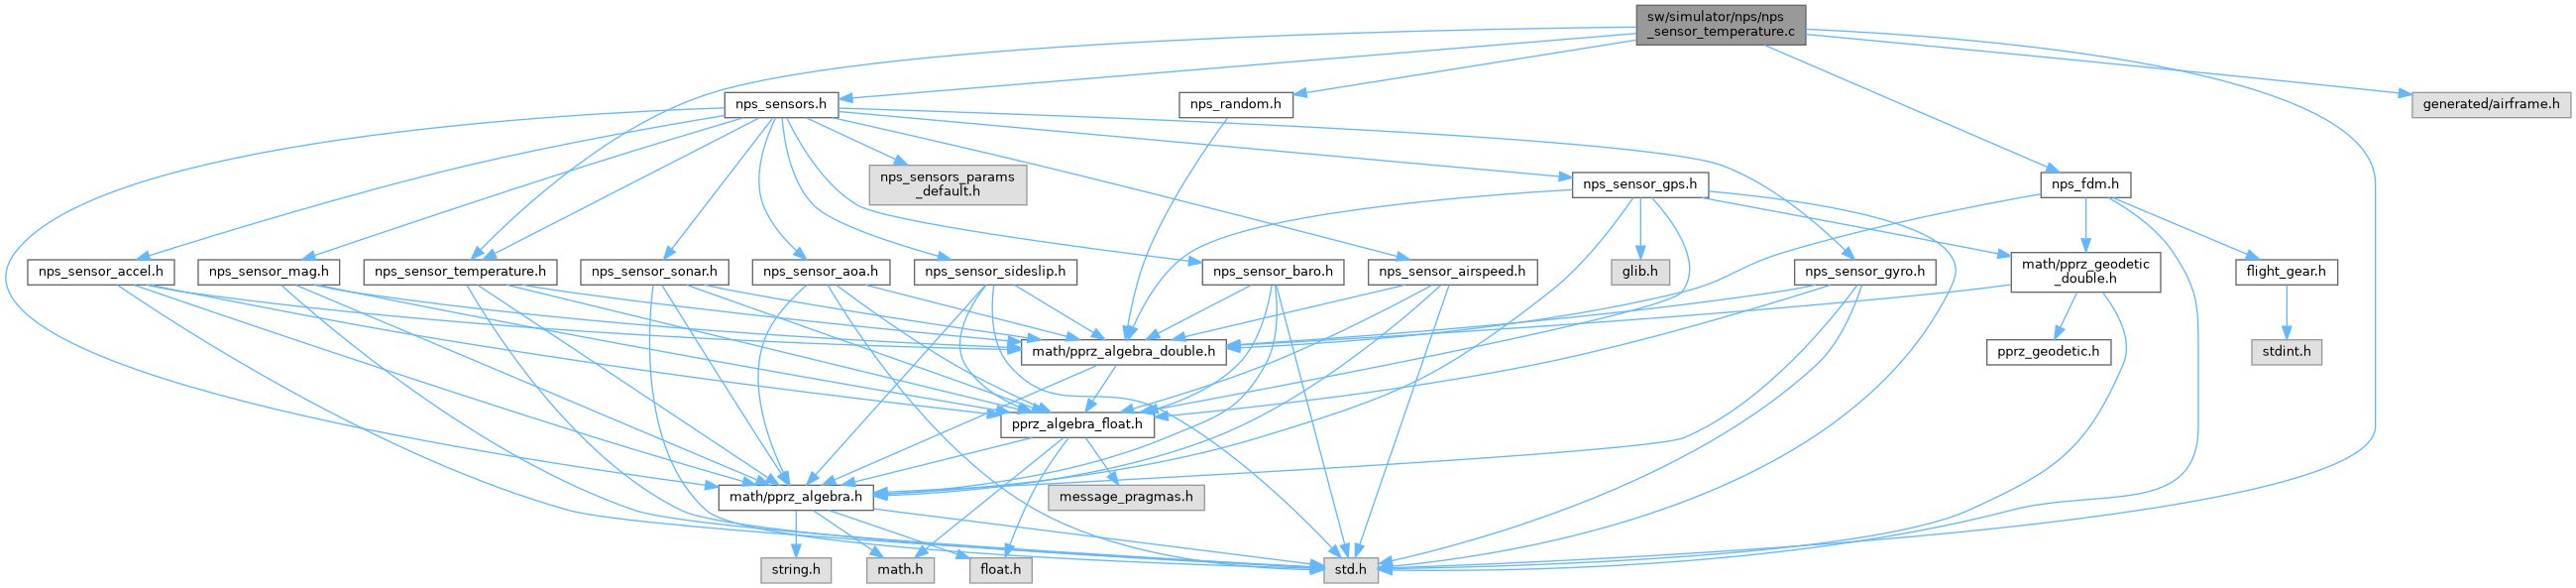 sw/simulator/nps/nps
_sensor_temperature.c
nps_sensors.h
nps_random.h
generated/airframe.h
nps_sensors_params
_default.h
nps_sensor_gps.h
nps_fdm.h
nps_sensor_accel.h
nps_sensor_mag.h
nps_sensor_temperature.h
nps_sensor_sonar.h
nps_sensor_aoa.h
nps_sensor_sideslip.h
nps_sensor_baro.h
nps_sensor_airspeed.h
glib.h
nps_sensor_gyro.h
math/pprz_geodetic
_double.h
flight_gear.h
math/pprz_algebra_double.h
pprz_geodetic.h
stdint.h
pprz_algebra_float.h
math/pprz_algebra.h
message_pragmas.h
string.h
math.h
float.h
std.h